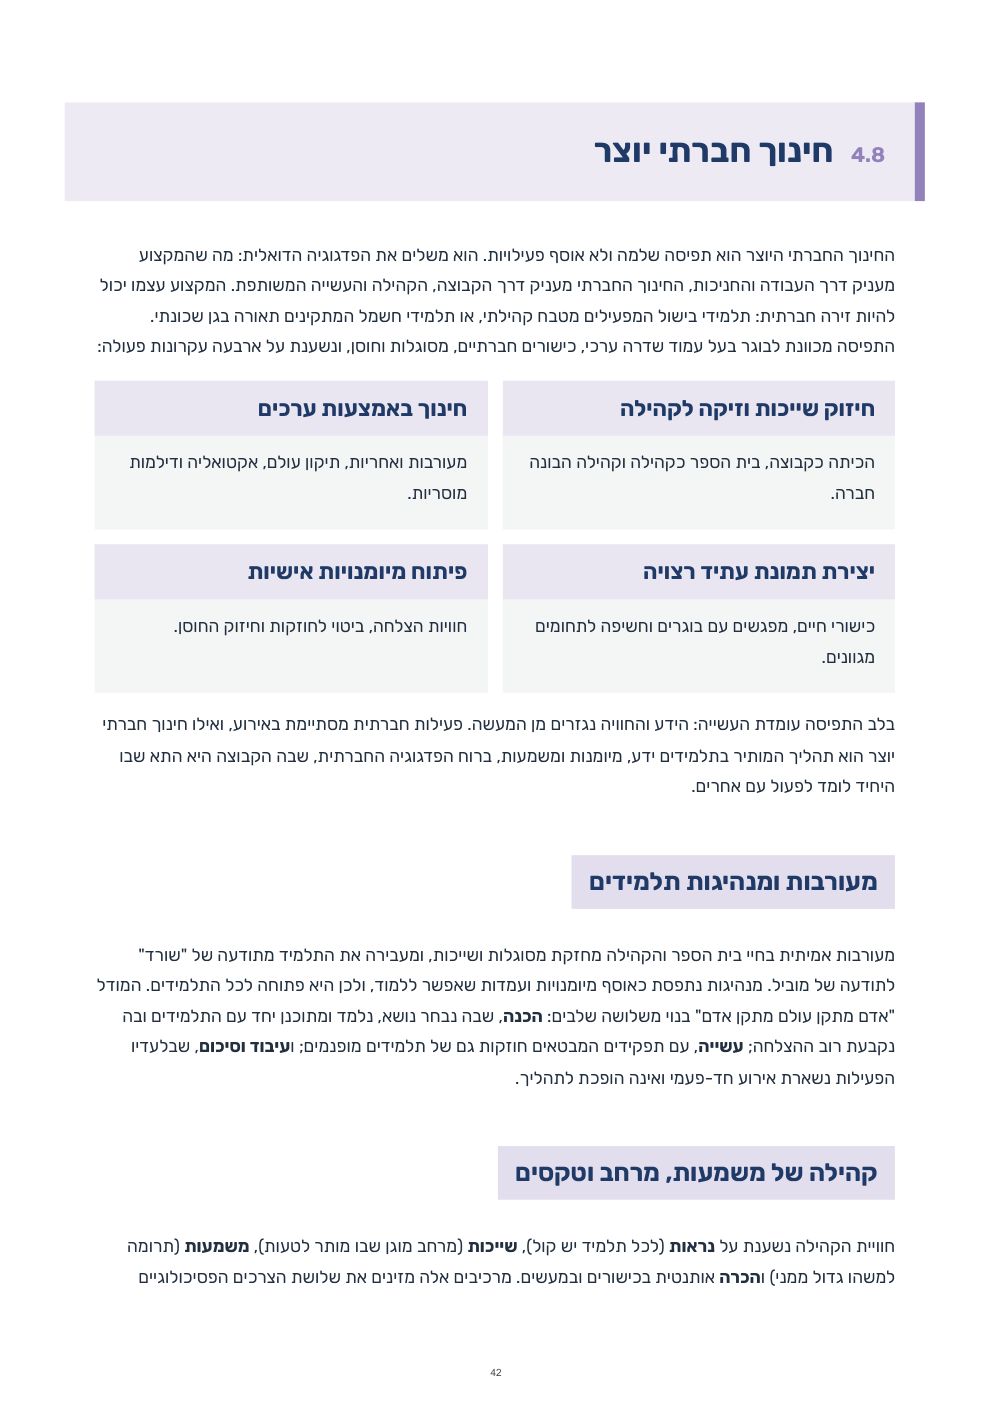 4.8 חינוך חברתי יוצר
החינוך החברתי היוצר הוא תפיסה שלמה ולא אוסף פעילויות. הוא משלים את הפדגוגיה הדואלית: מה שהמקצוע
מעניק דרך העבודה והחניכות, החינוך החברתי מעניק דרך הקבוצה, הקהילה והעשייה המשותפת. המקצוע עצמו יכול
להיות זירה חברתית: תלמידי בישול המפעילים מטבח קהילתי, או תלמידי חשמל המתקינים תאורה בגן שכונתי.
התפיסה מכוונת לבוגר בעל עמוד שדרה ערכי, כישורים חברתיים, מסוגלות וחוסן, ונשענת על ארבעה עקרונות פעולה:
חיזוק שייכות וזיקה לקהילה
הכיתה כקבוצה, בית הספר כקהילה וקהילה הבונה
חברה.
חינוך באמצעות ערכים
מעורבות ואחריות, תיקון עולם, אקטואליה ודילמות
מוסריות.
יצירת תמונת עתיד רצויה
כישורי חיים, מפגשים עם בוגרים וחשיפה לתחומים
מגוונים.
פיתוח מיומנויות אישיות
חוויות הצלחה, ביטוי לחוזקות וחיזוק החוסן.
בלב התפיסה עומדת העשייה: הידע והחוויה נגזרים מן המעשה. פעילות חברתית מסתיימת באירוע, ואילו חינוך חברתי
יוצר הוא תהליך המותיר בתלמידים ידע, מיומנות ומשמעות, ברוח הפדגוגיה החברתית, שבה הקבוצה היא התא שבו
היחיד לומד לפעול עם אחרים.
מעורבות ומנהיגות תלמידים
מעורבות אמיתית בחיי בית הספר והקהילה מחזקת מסוגלות ושייכות, ומעבירה את התלמיד מתודעה של "שורד"
לתודעה של מוביל. מנהיגות נתפסת כאוסף מיומנויות ועמדות שאפשר ללמוד, ולכן היא פתוחה לכל התלמידים. המודל
"אדם מתקן עולם מתקן אדם" בנוי משלושה שלבים: הכנה, שבה נבחר נושא, נלמד ומתוכנן יחד עם התלמידים ובה
נקבעת רוב ההצלחה; עשייה, עם תפקידים המבטאים חוזקות גם של תלמידים מופנמים; ועיבוד וסיכום, שבלעדיו
הפעילות נשארת אירוע חד-פעמי ואינה הופכת לתהליך.
קהילה של משמעות, מרחב וטקסים
חוויית הקהילה נשענת על נראות (לכל תלמיד יש קול), שייכות (מרחב מוגן שבו מותר לטעות), משמעות (תרומה
למשהו גדול ממני) והכרה אותנטית בכישורים ובמעשים. מרכיבים אלה מזינים את שלושת הצרכים הפסיכולוגיים
42